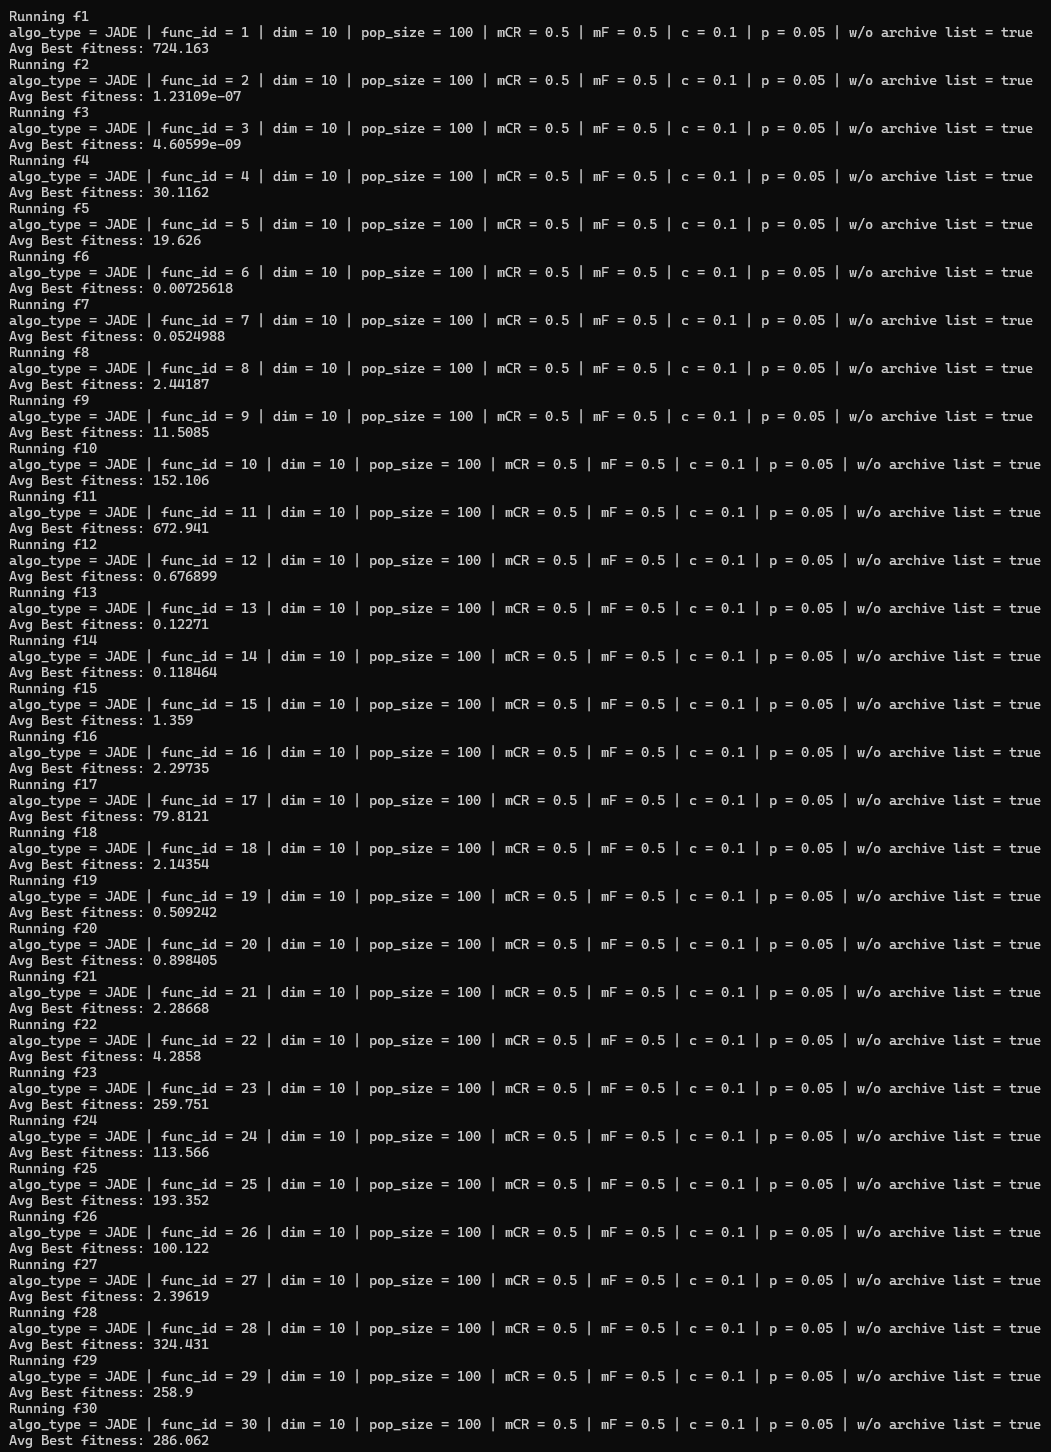 Running f1
algo_type = JADE | func_id = 1 | dim = 10 | pop_size = 100 | mCR = 0.5 | mF = 0.5 | c = 0.1 | p = 0.05 | w/o archive list = true
Avg Best fitness: 724.163
Running f2
algo_type = JADE | func_id = 2 | dim = 10 | pop_size = 100 | mCR = 0.5 | mF = 0.5 | c = 0.1 | p = 0.05 | w/o archive list = true
Avg Best fitness: 1.23109e-07
Running f3
algo_type = JADE | func_id = 3 | dim = 10 | pop_size = 100 | mCR = 0.5 | mF = 0.5 | c = 0.1 | p = 0.05 | w/o archive list = true
Avg Best fitness: 4.60599e-09
Running f4
algo_type = JADE | func_id = 4 | dim = 10 | pop_size = 100 | mCR = 0.5 | mF = 0.5 | c = 0.1 | p = 0.05 | w/o archive list = true
Avg Best fitness: 30.1162
Running f5
algo_type = JADE | func_id = 5 | dim = 10 | pop_size = 100 | mCR = 0.5 | mF = 0.5 | c = 0.1 | p = 0.05 | w/o archive list = true
Avg Best fitness: 19.626
Running f6
algo_type = JADE | func_id = 6 | dim = 10 | pop_size = 100 | mCR = 0.5 | mF = 0.5 | c = 0.1 | p = 0.05 | w/o archive list = true
Avg Best fitness: 0.00725618
Running f7
algo_type = JADE | func_id = 7 | dim = 10 | pop_size = 100 | mCR = 0.5 | mF = 0.5 | c = 0.1 | p = 0.05 | w/o archive list = true
Avg Best fitness: 0.0524988
Running f8
algo_type = JADE | func_id = 8 | dim = 10 | pop_size = 100 | mCR = 0.5 | mF = 0.5 | c = 0.1 | p = 0.05 | w/o archive list = true
Avg Best fitness: 2.44187
Running f9
algo_type = JADE | func_id = 9 | dim = 10 | pop_size = 100 | mCR = 0.5 | mF = 0.5 | c = 0.1 | p = 0.05 | w/o archive list = true
Avg Best fitness: 11.5085
Running f10
algo_type = JADE | func_id = 10 | dim = 10 | pop_size = 100 | mCR = 0.5 | mF = 0.5 | c = 0.1 | p = 0.05 | w/o archive list = true
Avg Best fitness: 152.106
Running f11
algo_type = JADE | func_id = 11 | dim = 10 | pop_size = 100 | mCR = 0.5 | mF = 0.5 | c = 0.1 | p = 0.05 | w/o archive list = true
Avg Best fitness: 672.941
Running f12
algo_type = JADE | func_id = 12 | dim = 10 | pop_size = 100 | mCR = 0.5 | mF = 0.5 | c = 0.1 | p = 0.05 | w/o archive list = true
Avg Best fitness: 0.676899
Running f13
algo_type = JADE | func_id = 13 | dim = 10 | pop_size = 100 | mCR = 0.5 | mF = 0.5 | c = 0.1 | p = 0.05 | w/o archive list = true
Avg Best fitness: 0.12271
Running f14
algo_type = JADE | func_id = 14 | dim = 10 | pop_size = 100 | mCR = 0.5 | mF = 0.5 | c = 0.1 | p = 0.05 | w/o archive list = true
Avg Best fitness: 0.118464
Running f15
algo_type = JADE | func_id = 15 | dim = 10 | pop_size = 100 | mCR = 0.5 | mF = 0.5 | c = 0.1 | p = 0.05 | w/o archive list = true
Avg Best fitness: 1.359
Running f16
algo_type = JADE | func_id = 16 | dim = 10 | pop_size = 100 | mCR = 0.5 | mF = 0.5 | c = 0.1 | p = 0.05 | w/o archive list = true
Avg Best fitness: 2.29735
Running f17
algo_type = JADE | func_id = 17 | dim = 10 | pop_size = 100 | mCR = 0.5 | mF = 0.5 | c = 0.1 | p = 0.05 | w/o archive list = true
Avg Best fitness: 79.8121
Running f18
algo_type = JADE | func_id = 18 | dim = 10 | pop_size = 100 | mCR = 0.5 | mF = 0.5 | c = 0.1 | p = 0.05 | w/o archive list = true
Avg Best fitness: 2.14354
Running f19
algo_type = JADE | func_id = 19 | dim = 10 | pop_size = 100 | mCR = 0.5 | mF = 0.5 | c = 0.1 | p = 0.05 | w/o archive list = true
Avg Best fitness: 0.509242
Running f20
algo_type = JADE | func_id = 20 | dim = 10 | pop_size = 100 | mCR = 0.5 | mF = 0.5 | c = 0.1 | p = 0.05 | w/o archive list = true
Avg Best fitness: 0.898405
Running f21
algo_type = JADE | func_id = 21 | dim = 10 | pop_size = 100 | mCR = 0.5 | mF = 0.5 | c = 0.1 | p = 0.05 | w/o archive list = true
Avg Best fitness: 2.28668
Running f22
algo_type = JADE | func_id = 22 | dim = 10 | pop_size = 100 | mCR = 0.5 | mF = 0.5 | c = 0.1 | p = 0.05 | w/o archive list = true
Avg Best fitness: 4.2858
Running f23
algo_type = JADE | func_id = 23 | dim = 10 | pop_size = 100 | mCR = 0.5 | mF = 0.5 | c = 0.1 | p = 0.05 | w/o archive list = true
Avg Best fitness: 259.751
Running f24
algo_type = JADE | func_id = 24 | dim = 10 | pop_size = 100 | mCR = 0.5 | mF = 0.5 | c = 0.1 | p = 0.05 | w/o archive list = true
Avg Best fitness: 113.566
Running f25
algo_type = JADE | func_id = 25 | dim = 10 | pop_size = 100 | mCR = 0.5 | mF = 0.5 | c = 0.1 | p = 0.05 | w/o archive list = true
Avg Best fitness: 193.352
Running f26
algo_type = JADE | func_id = 26 | dim = 10 | pop_size = 100 | mCR = 0.5 | mF = 0.5 | c = 0.1 | p = 0.05 | w/o archive list = true
Avg Best fitness: 100.122
Running f27
algo_type = JADE | func_id = 27 | dim = 10 | pop_size = 100 | mCR = 0.5 | mF = 0.5 | c = 0.1 | p = 0.05 | w/o archive list = true
Avg Best fitness: 2.39619
Running f28
algo_type = JADE | func_id = 28 | dim = 10 | pop_size = 100 | mCR = 0.5 | mF = 0.5 | c = 0.1 | p = 0.05 | w/o archive list = true
Avg Best fitness: 324.431
Running f29
algo_type = JADE | func_id = 29 | dim = 10 | pop_size = 100 | mCR = 0.5 | mF = 0.5 | c = 0.1 | p = 0.05 | w/o archive list = true
Avg Best fitness: 258.9
Running f30
algo_type = JADE | func_id = 30 | dim = 10 | pop_size = 100 | mCR = 0.5 | mF = 0.5 | c = 0.1 | p = 0.05 | w/o archive list = true
Avg Best fitness: 286.062